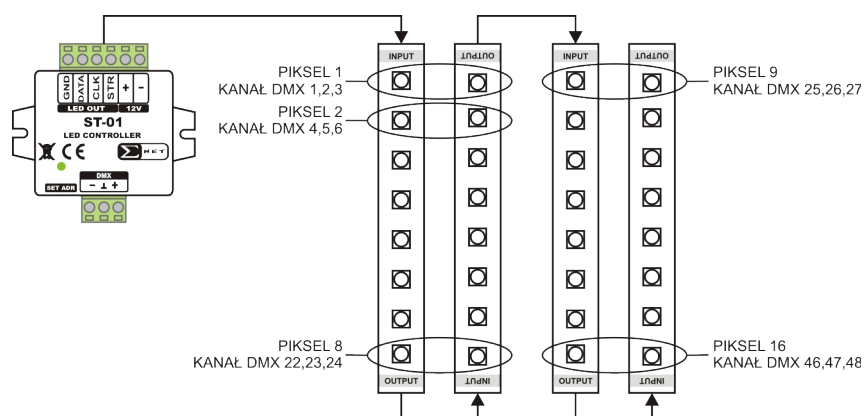 GND DATA CLK STR + -
LED OUT 12V
ST-01
LED CONTROLLER
CE
NET
DMX
SET ADR
- ⊥ +
INPUT
OUTPUT
INPUT
OUTPUT
PIKSEL 1
KANAŁ DMX 1,2,3
PIKSEL 2
KANAŁ DMX 4,5,6
PIKSEL 9
KANAŁ DMX 25,26,27
PIKSEL 8
KANAŁ DMX 22,23,24
PIKSEL 16
KANAŁ DMX 46,47,48
OUTPUT
INPUT
OUTPUT
INPUT